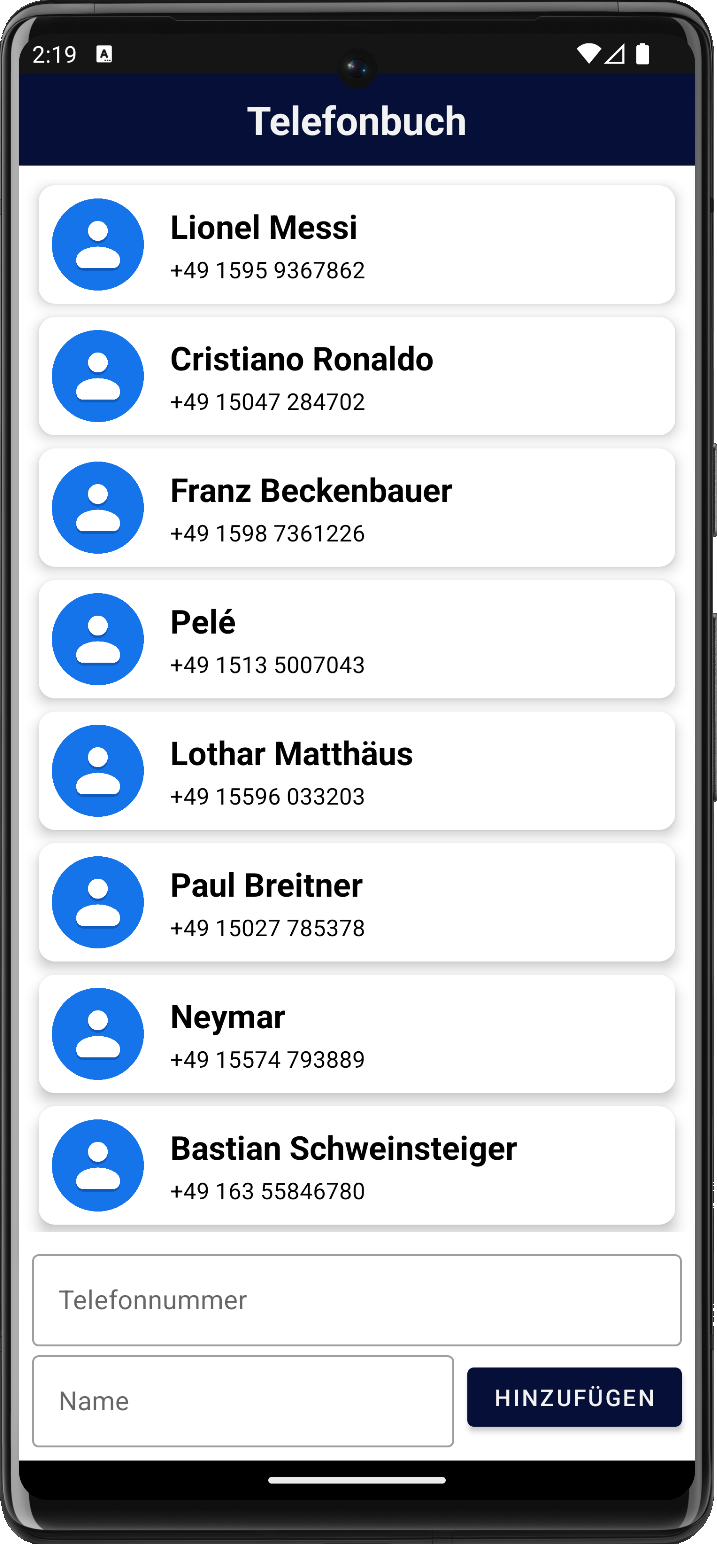 2:19
Telefonbuch
Lionel Messi
+49 1595 9367862
Cristiano Ronaldo
+49 15047 284702
Franz Beckenbauer
+49 1598 7361226
Pelé
+49 1513 5007043
Lothar Matthäus
+49 15596 033203
Paul Breitner
+49 15027 785378
Neymar
+49 15574 793889
Bastian Schweinsteiger
+49 163 55846780
Telefonnummer
Name
HINZUFÜGEN